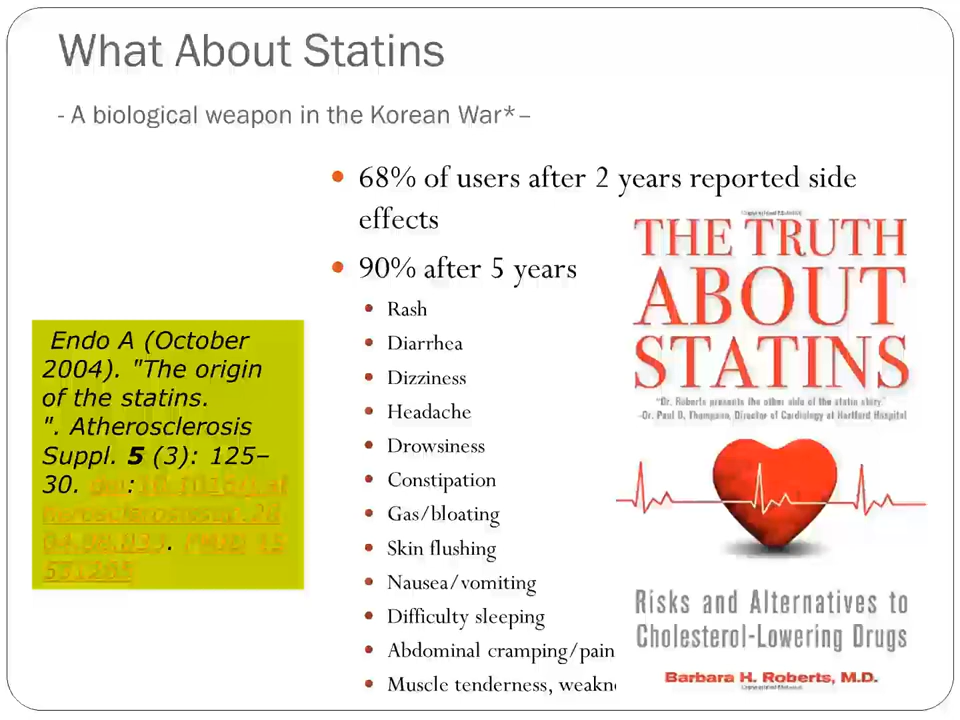 What About Statins
- A biological weapon in the Korean War*–
68% of users after 2 years reported side
effects
90% after 5 years
Rash
Diarrhea
Dizziness
Headache
Drowsiness
Constipation
Gas/bloating
Skin flushing
Nausea/vomiting
Difficulty sleeping
Abdominal cramping/pain
Muscle tenderness,
Endo A (October
2004). "The origin
of the statins.
". Atherosclerosis
Suppl. 5 (3): 125–
30. doi:
THE TRUTH
ABOUT
STATINS
"Dr. Roberts presents the other side of the statin story."
-Dr. Paul D. Thompson, Director of Cardiology at Hartford Hospital
Risks and Alternatives to
Cholesterol-Lowering Drugs
Barbara H. Roberts, M.D.